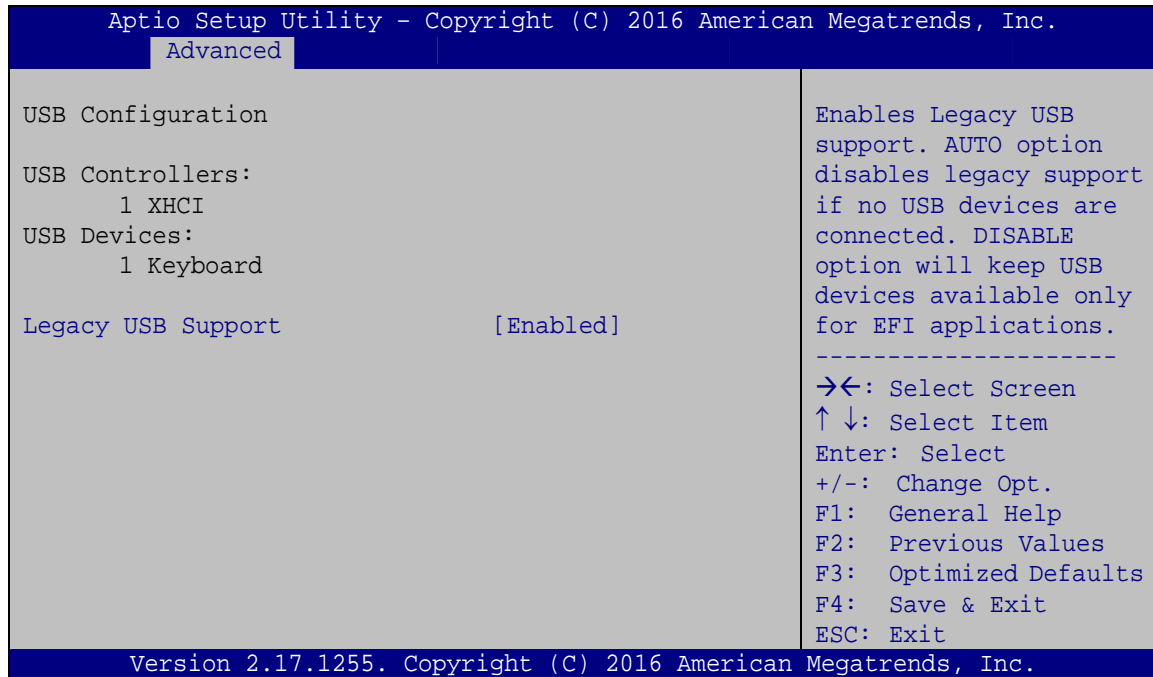 Aptio Setup Utility – Copyright (C) 2016 American Megatrends, Inc.
Advanced
USB Configuration
USB Controllers:
1 XHCI
USB Devices:
1 Keyboard
Legacy USB Support [Enabled]
Enables Legacy USB
support. AUTO option
disables legacy support
if no USB devices are
connected. DISABLE
option will keep USB
devices available only
for EFI applications.
---------------------
→←: Select Screen
↑ ↓: Select Item
Enter: Select
+/-: Change Opt.
F1: General Help
F2: Previous Values
F3: Optimized Defaults
F4: Save & Exit
ESC: Exit
Version 2.17.1255. Copyright (C) 2016 American Megatrends, Inc.